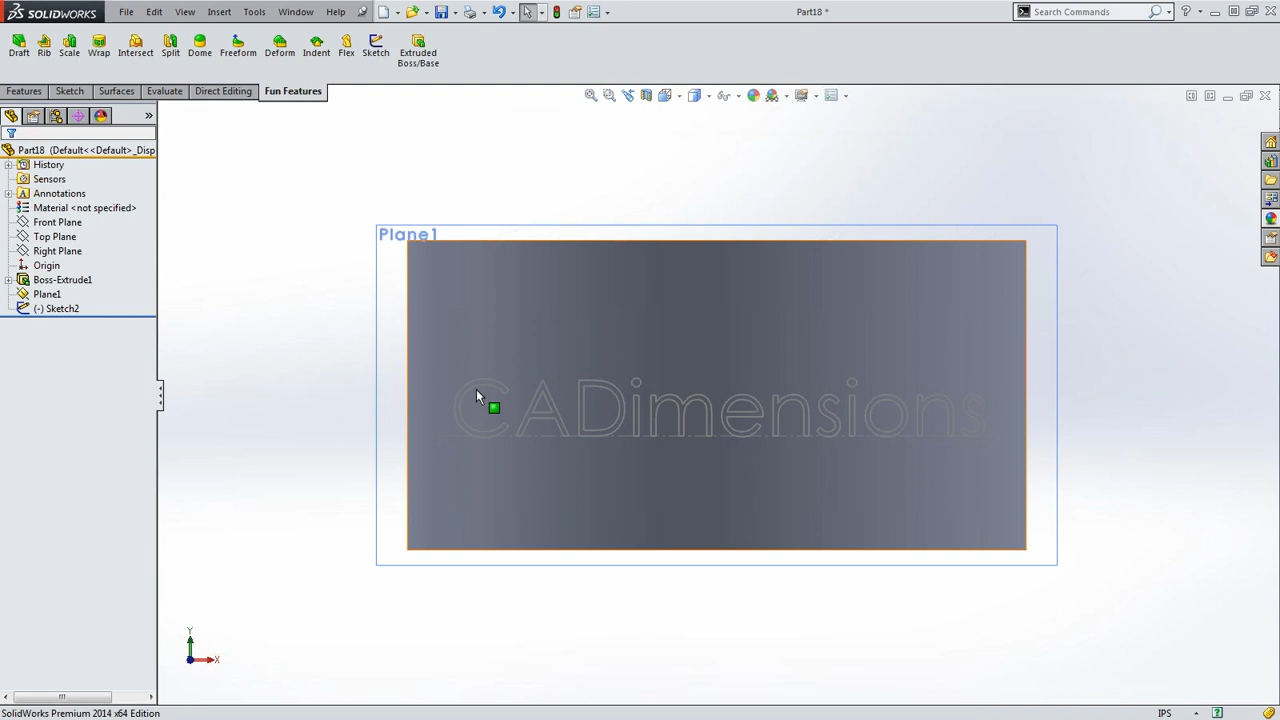 SOLIDWORKS File Edit View Insert Tools Window Help Part18 * Search Commands
Draft Rib Scale Wrap Intersect Split Dome Freeform Deform Indent Flex Sketch Extruded
Boss/Base
Features Sketch Surfaces Evaluate Direct Editing Fun Features
Part18 (Default<<Default>_Disp
History
Sensors
Annotations
Material <not specified>
Front Plane
Top Plane
Right Plane
Origin
Boss-Extrude1
Plane1
(-) Sketch2
Plane1
CADimensions
Y
X
SolidWorks Premium 2014 x64 Edition IPS